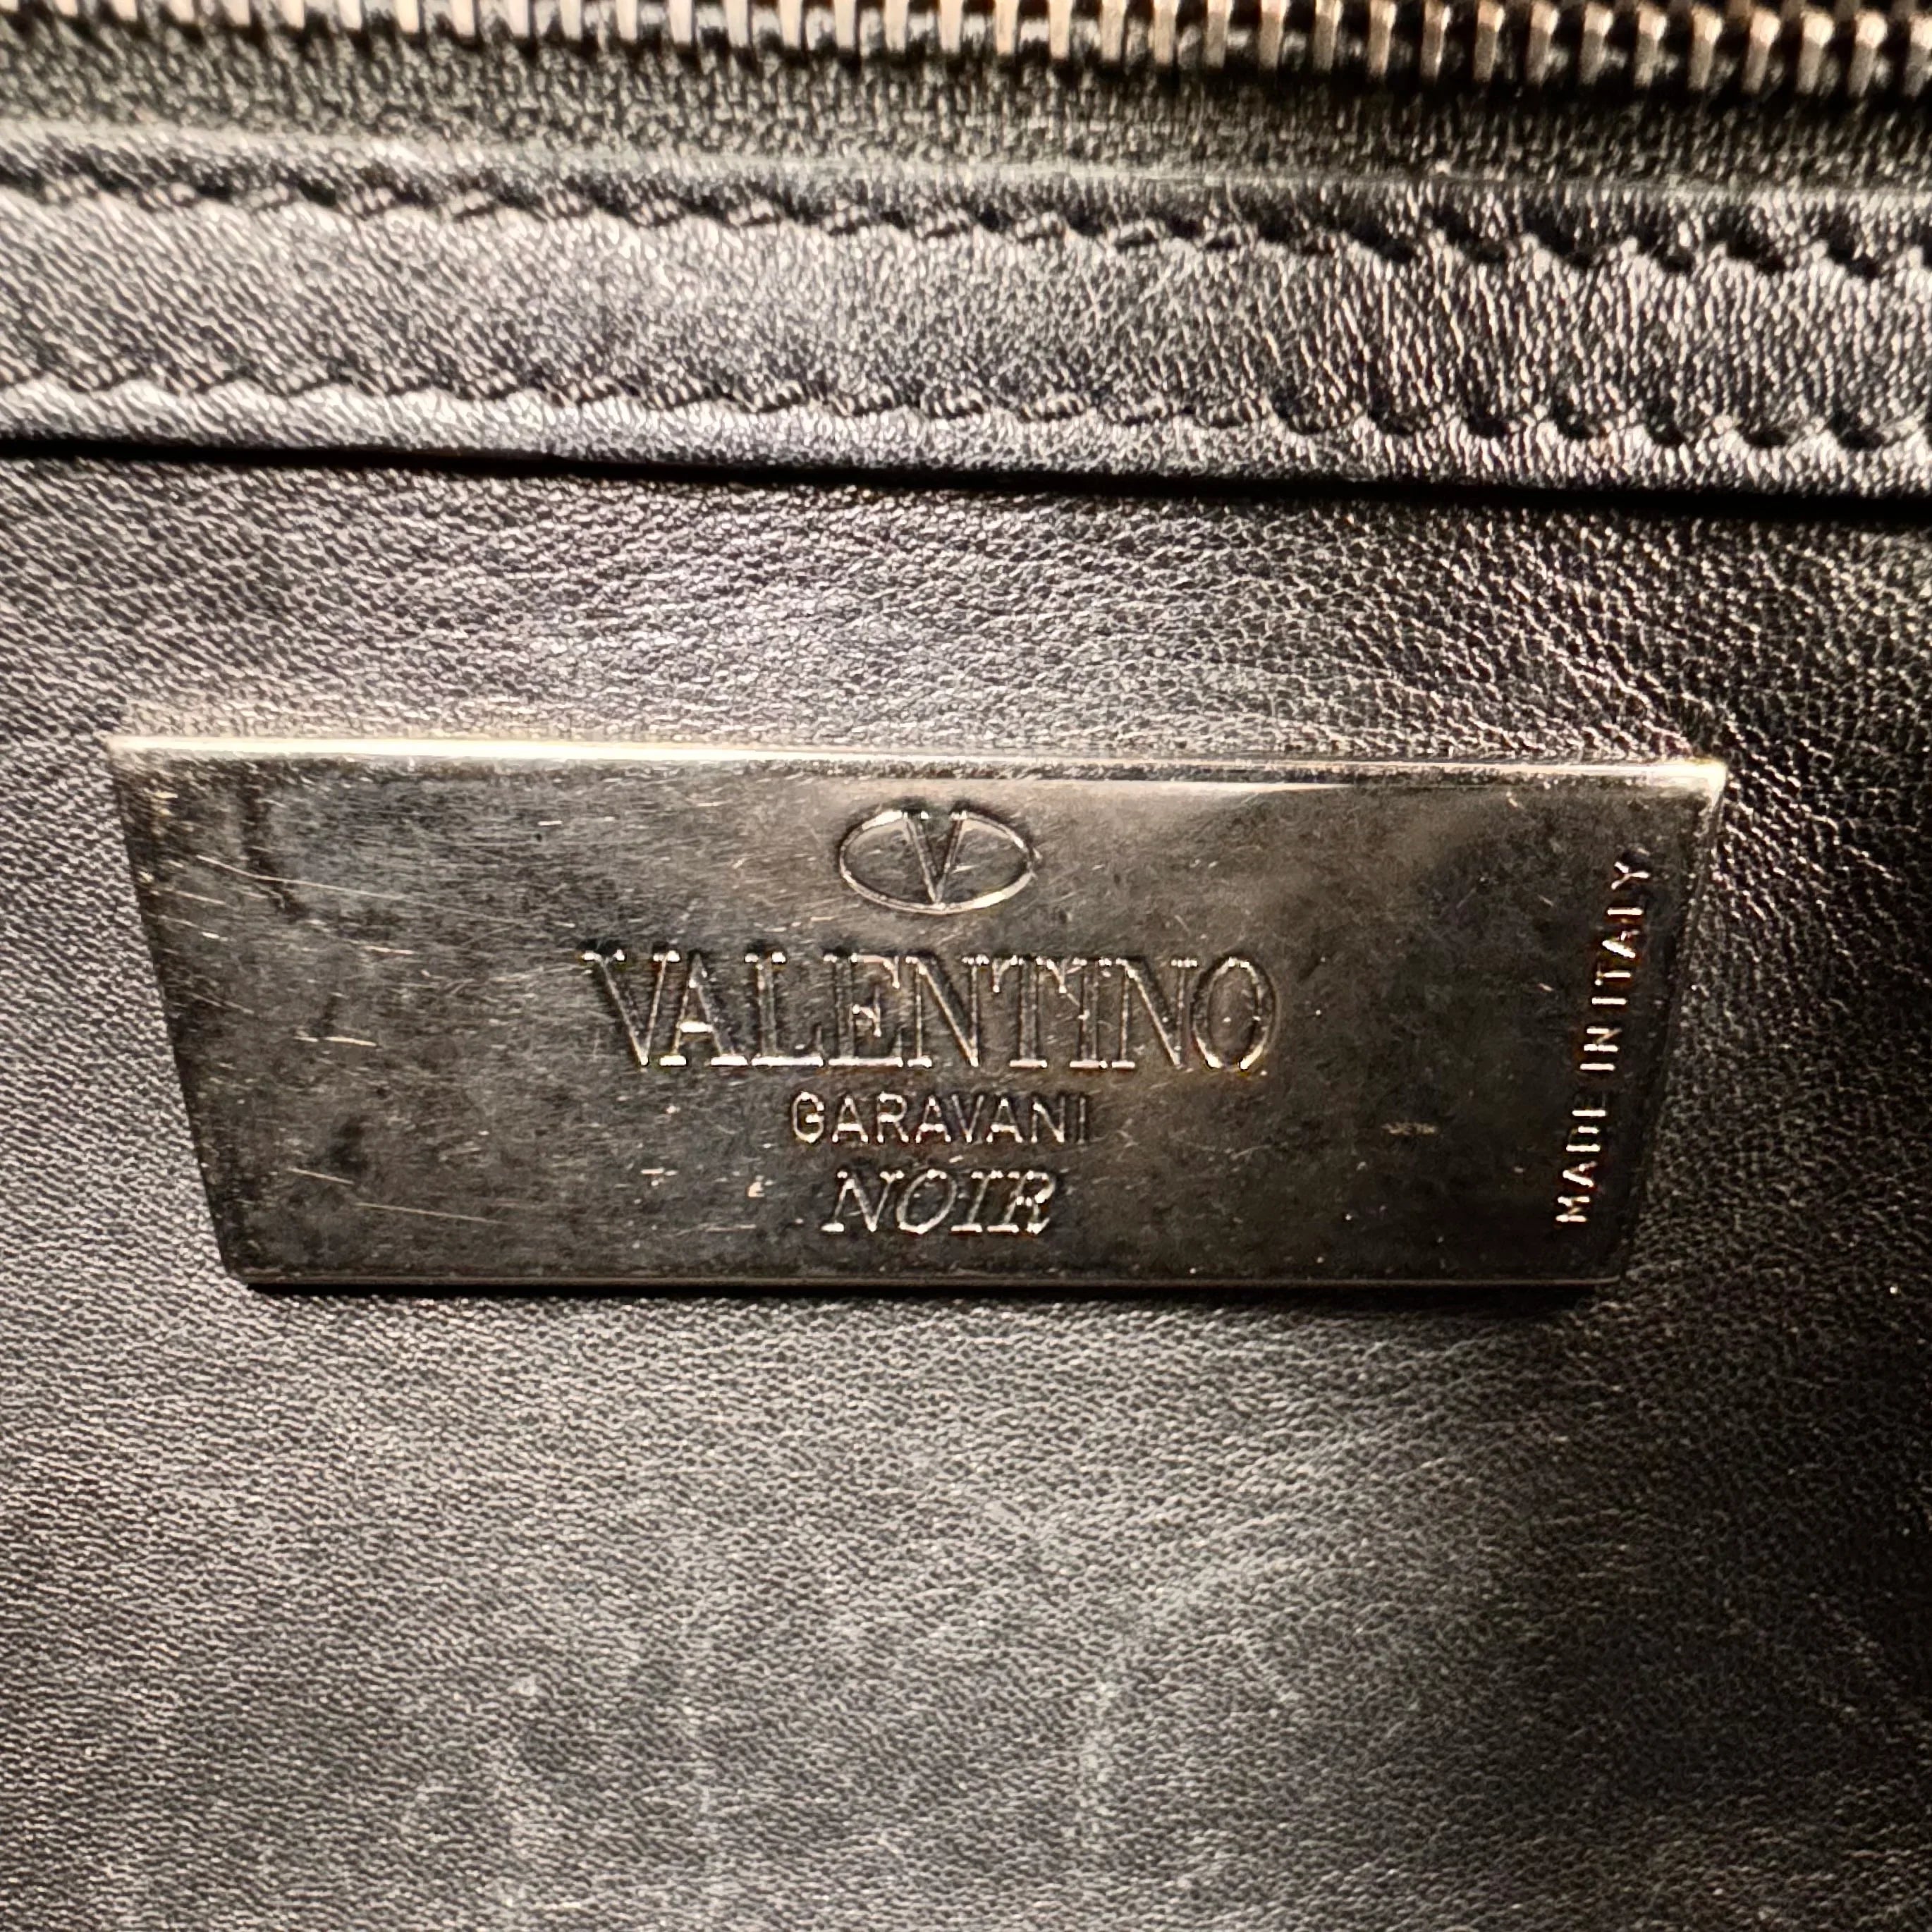 V
VALENTINO
GARAVANI
NOIR
MADE IN ITALY